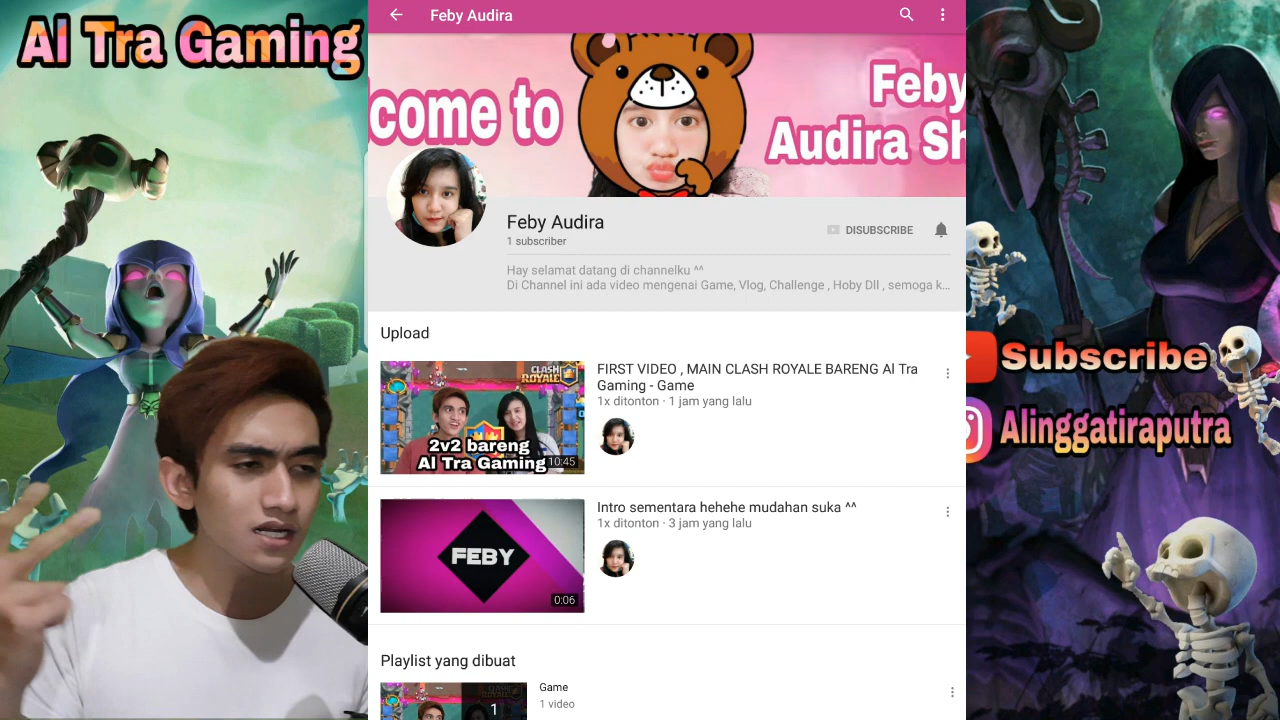 Al Tra Gaming
Feby Audira
come to
Feby
Audira Sh
Feby Audira
1 subscriber
DISUBSCRIBE
Hay selamat datang di channelku ^^
Di Channel ini ada video mengenai Game, Vlog, Challenge , Hoby Dll , semoga k...
Upload
CLASH
ROYALE
2v2 bareng
Al Tra Gaming
10:45
FIRST VIDEO , MAIN CLASH ROYALE BARENG Al Tra
Gaming - Game
1x ditonton · 1 jam yang lalu
FEBY
0:06
Intro sementara hehehe mudahan suka ^^
1x ditonton · 3 jam yang lalu
Playlist yang dibuat
1
Game
1 video
Subscribe
Alinggatiraputra